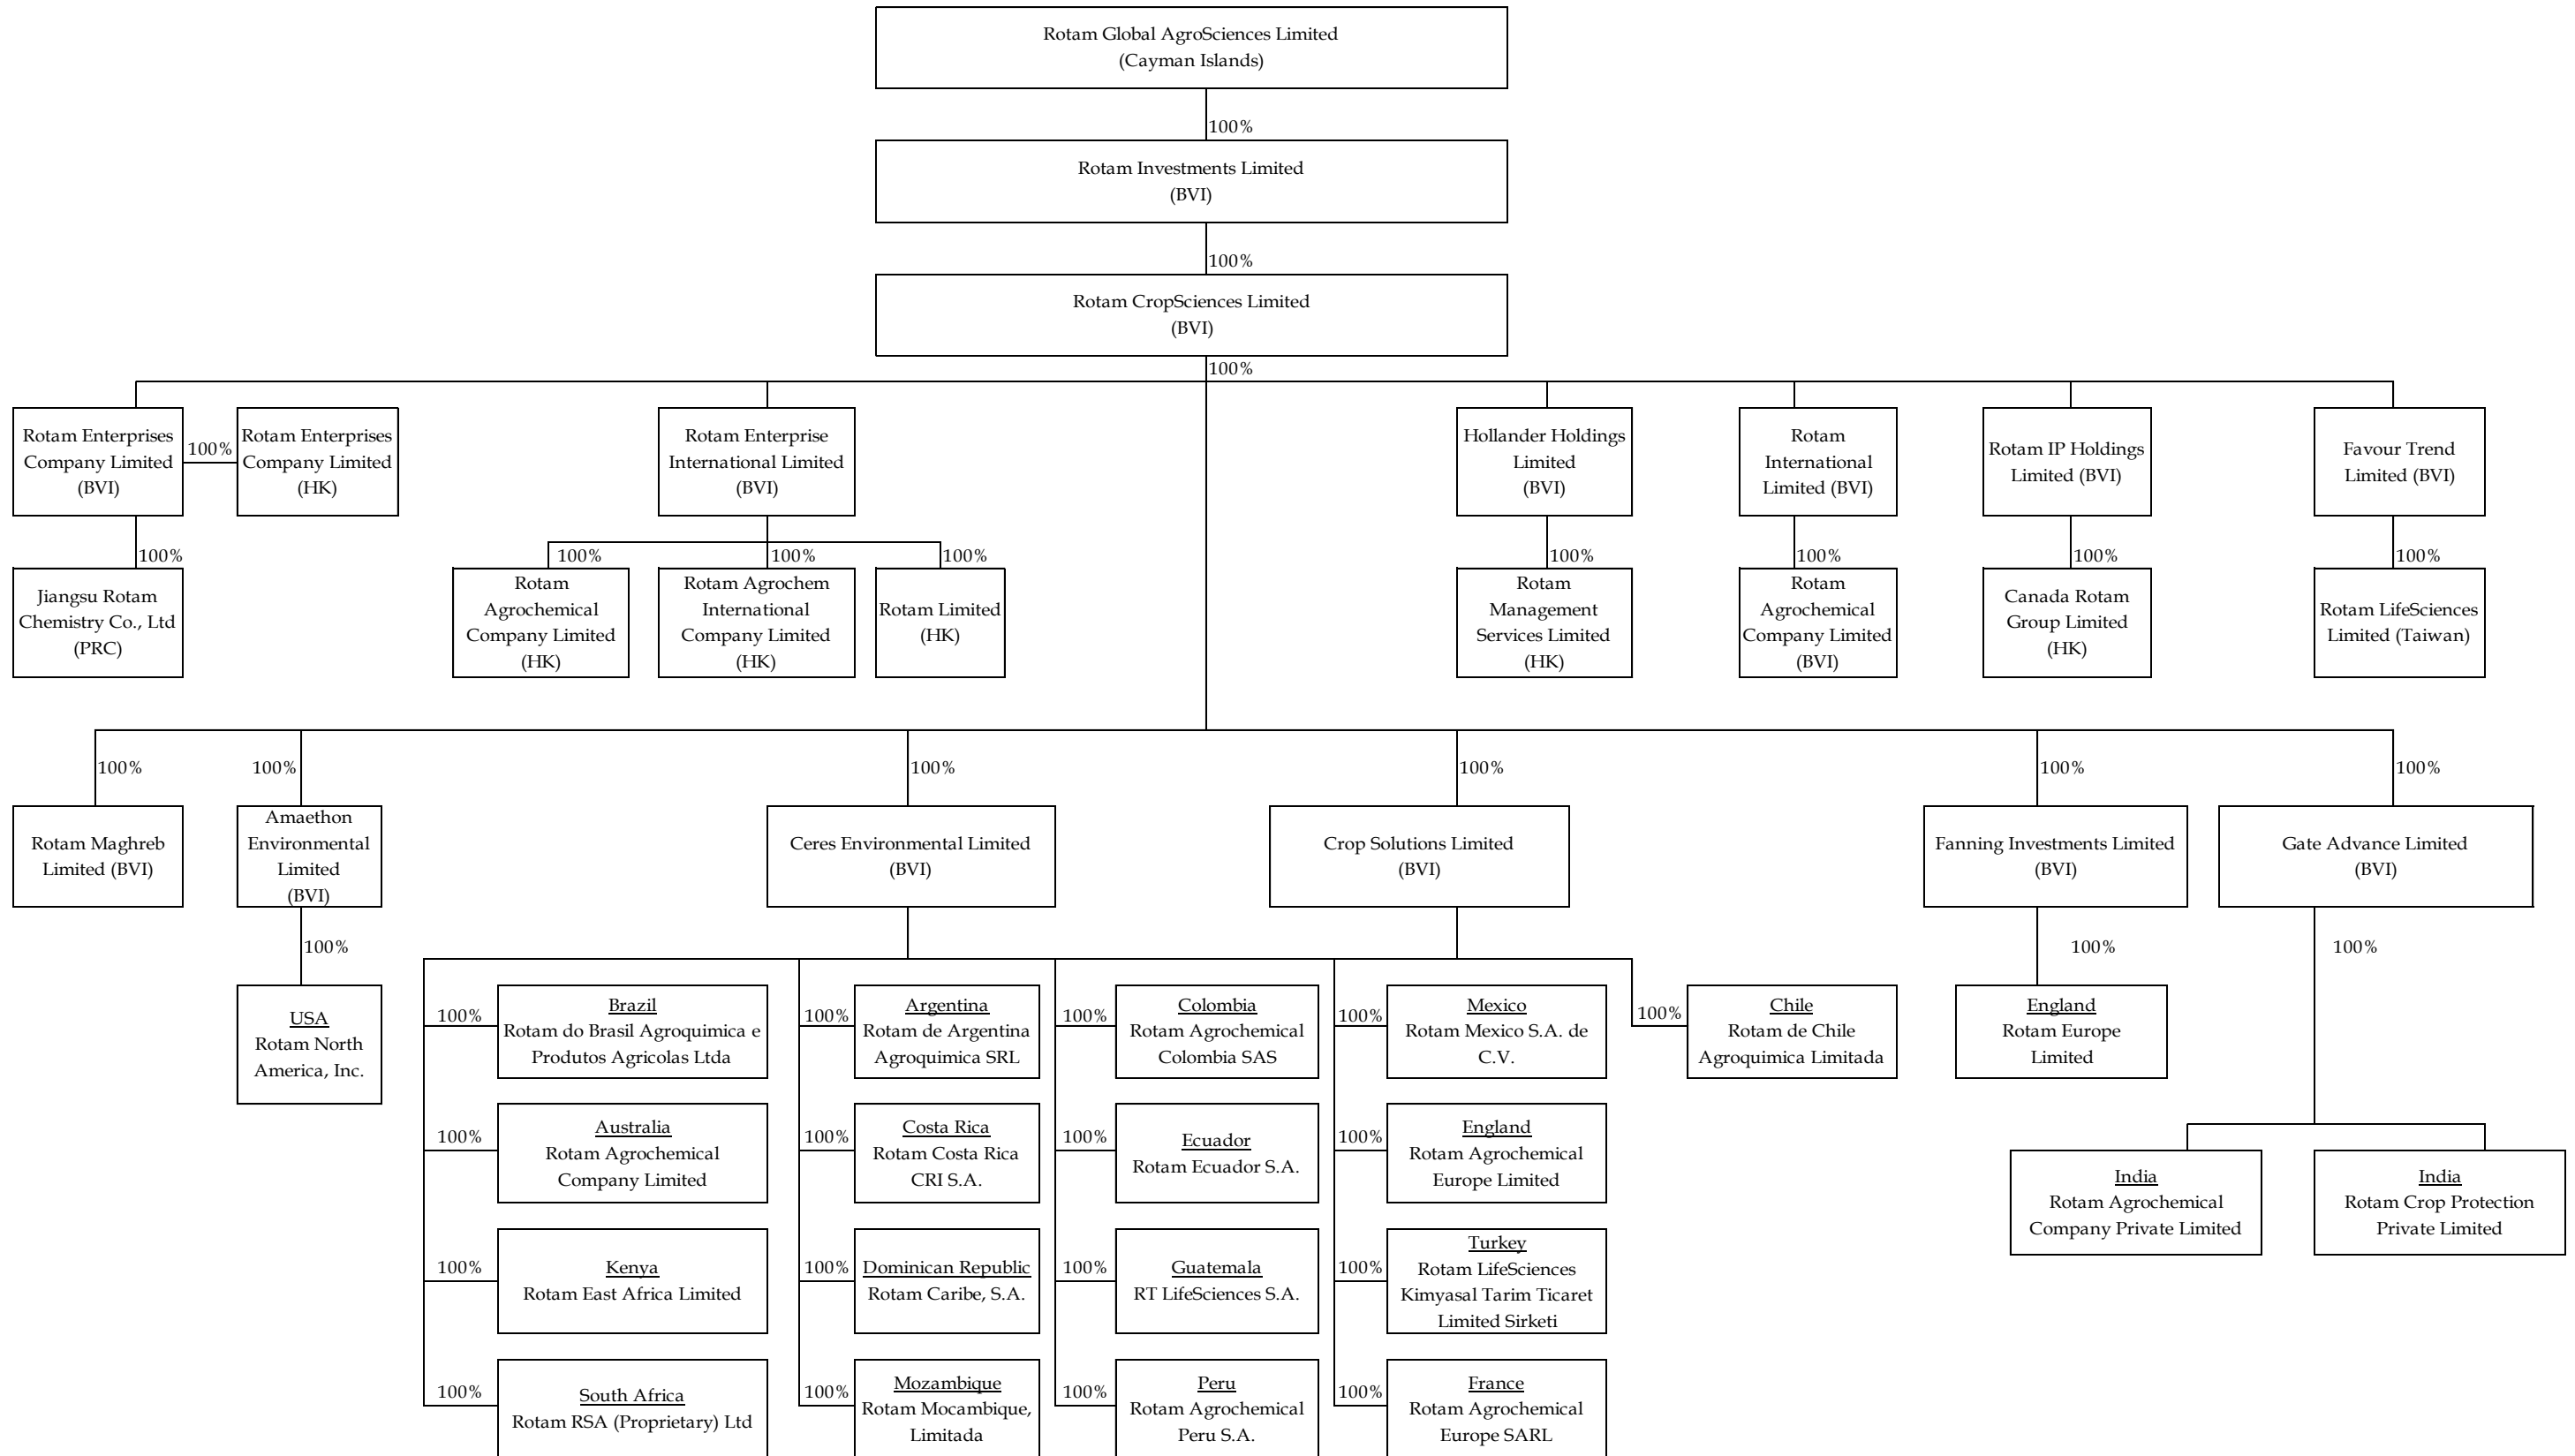 Rotam Global AgroSciences Limited
(Cayman Islands)
100%
Rotam Investments Limited
(BVI)
100%
Rotam CropSciences Limited
(BVI)
100%
Rotam Enterprises
Company Limited
(BVI)
100%
Rotam Enterprises
Company Limited
(HK)
Rotam Enterprise
International Limited
(BVI)
Hollander Holdings
Limited
(BVI)
Rotam
International
Limited (BVI)
Rotam IP Holdings
Limited (BVI)
Favour Trend
Limited (BVI)
100%
100%
100%
100%
100%
100%
100%
100%
Jiangsu Rotam
Chemistry Co., Ltd
(PRC)
Rotam
Agrochemical
Company Limited
(HK)
Rotam Agrochem
International
Company Limited
(HK)
Rotam Limited
(HK)
Rotam
Management
Services Limited
(HK)
Rotam
Agrochemical
Company Limited
(BVI)
Canada Rotam
Group Limited
(HK)
Rotam LifeSciences
Limited (Taiwan)
100%
100%
100%
100%
100%
100%
Rotam Maghreb
Limited (BVI)
Amaethon
Environmental
Limited
(BVI)
Ceres Environmental Limited
(BVI)
Crop Solutions Limited
(BVI)
Fanning Investments Limited
(BVI)
Gate Advance Limited
(BVI)
100%
100%
100%
USA
Rotam North
America, Inc.
100%
Brazil
Rotam do Brasil Agroquimica e
Produtos Agricolas Ltda
100%
Argentina
Rotam de Argentina
Agroquimica SRL
100%
Colombia
Rotam Agrochemical
Colombia SAS
100%
Mexico
Rotam Mexico S.A. de
C.V.
100%
Chile
Rotam de Chile
Agroquimica Limitada
England
Rotam Europe
Limited
100%
Australia
Rotam Agrochemical
Company Limited
100%
Costa Rica
Rotam Costa Rica
CRI S.A.
100%
Ecuador
Rotam Ecuador S.A.
100%
England
Rotam Agrochemical
Europe Limited
India
Rotam Agrochemical
Company Private Limited
India
Rotam Crop Protection
Private Limited
100%
Kenya
Rotam East Africa Limited
100%
Dominican Republic
Rotam Caribe, S.A.
100%
Guatemala
RT LifeSciences S.A.
100%
Turkey
Rotam LifeSciences
Kimyasal Tarim Ticaret
Limited Sirketi
100%
South Africa
Rotam RSA (Proprietary) Ltd
100%
Mozambique
Rotam Mocambique,
Limitada
100%
Peru
Rotam Agrochemical
Peru S.A.
100%
France
Rotam Agrochemical
Europe SARL